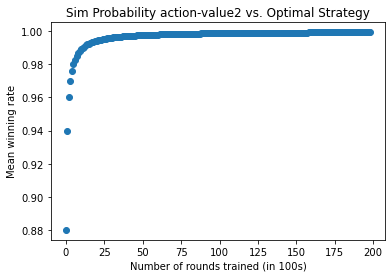 Sim Probability action-value2 vs. Optimal Strategy
1.00
0.98
0.96
0.94
0.92
0.90
0.88
Mean winning rate
0 25 50 75 100 125 150 175 200
Number of rounds trained (in 100s)